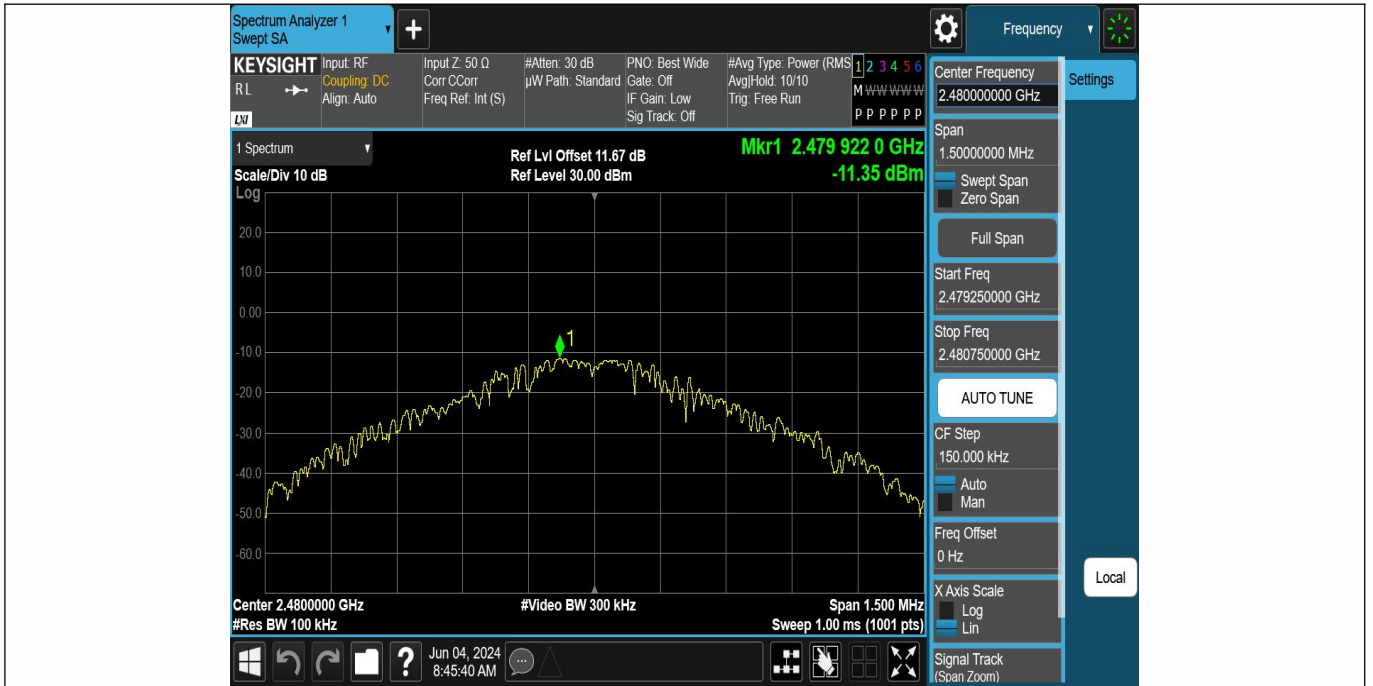 Spectrum Analyzer 1
Swept SA
+
Frequency
KEYSIGHT
R L
LXI
Input: RF
Coupling: DC
Align: Auto
Input Z: 50 Ω
Corr CCorr
Freq Ref: Int (S)
#Atten: 30 dB
µW Path: Standard
PNO: Best Wide
Gate: Off
IF Gain: Low
Sig Track: Off
#Avg Type: Power (RMS
Avg|Hold: 10/10
Trig: Free Run
1 2 3 4 5 6
M W W W W W
P P P P P P
1 Spectrum
Scale/Div 10 dB
Ref Lvl Offset 11.67 dB
Ref Level 30.00 dBm
Mkr1 2.479 922 0 GHz
-11.35 dBm
Log
20.0
10.0
0.00
-10.0
-20.0
-30.0
-40.0
-50.0
-60.0
1
Center 2.4800000 GHz
#Res BW 100 kHz
#Video BW 300 kHz
Span 1.500 MHz
Sweep 1.00 ms (1001 pts)
Center Frequency
2.480000000 GHz
Settings
Span
1.50000000 MHz
Swept Span
Zero Span
Full Span
Start Freq
2.479250000 GHz
Stop Freq
2.480750000 GHz
AUTO TUNE
CF Step
150.000 kHz
Auto
Man
Freq Offset
0 Hz
X Axis Scale
Log
Lin
Local
Signal Track
(Span Zoom)
?
Jun 04, 2024
8:45:40 AM